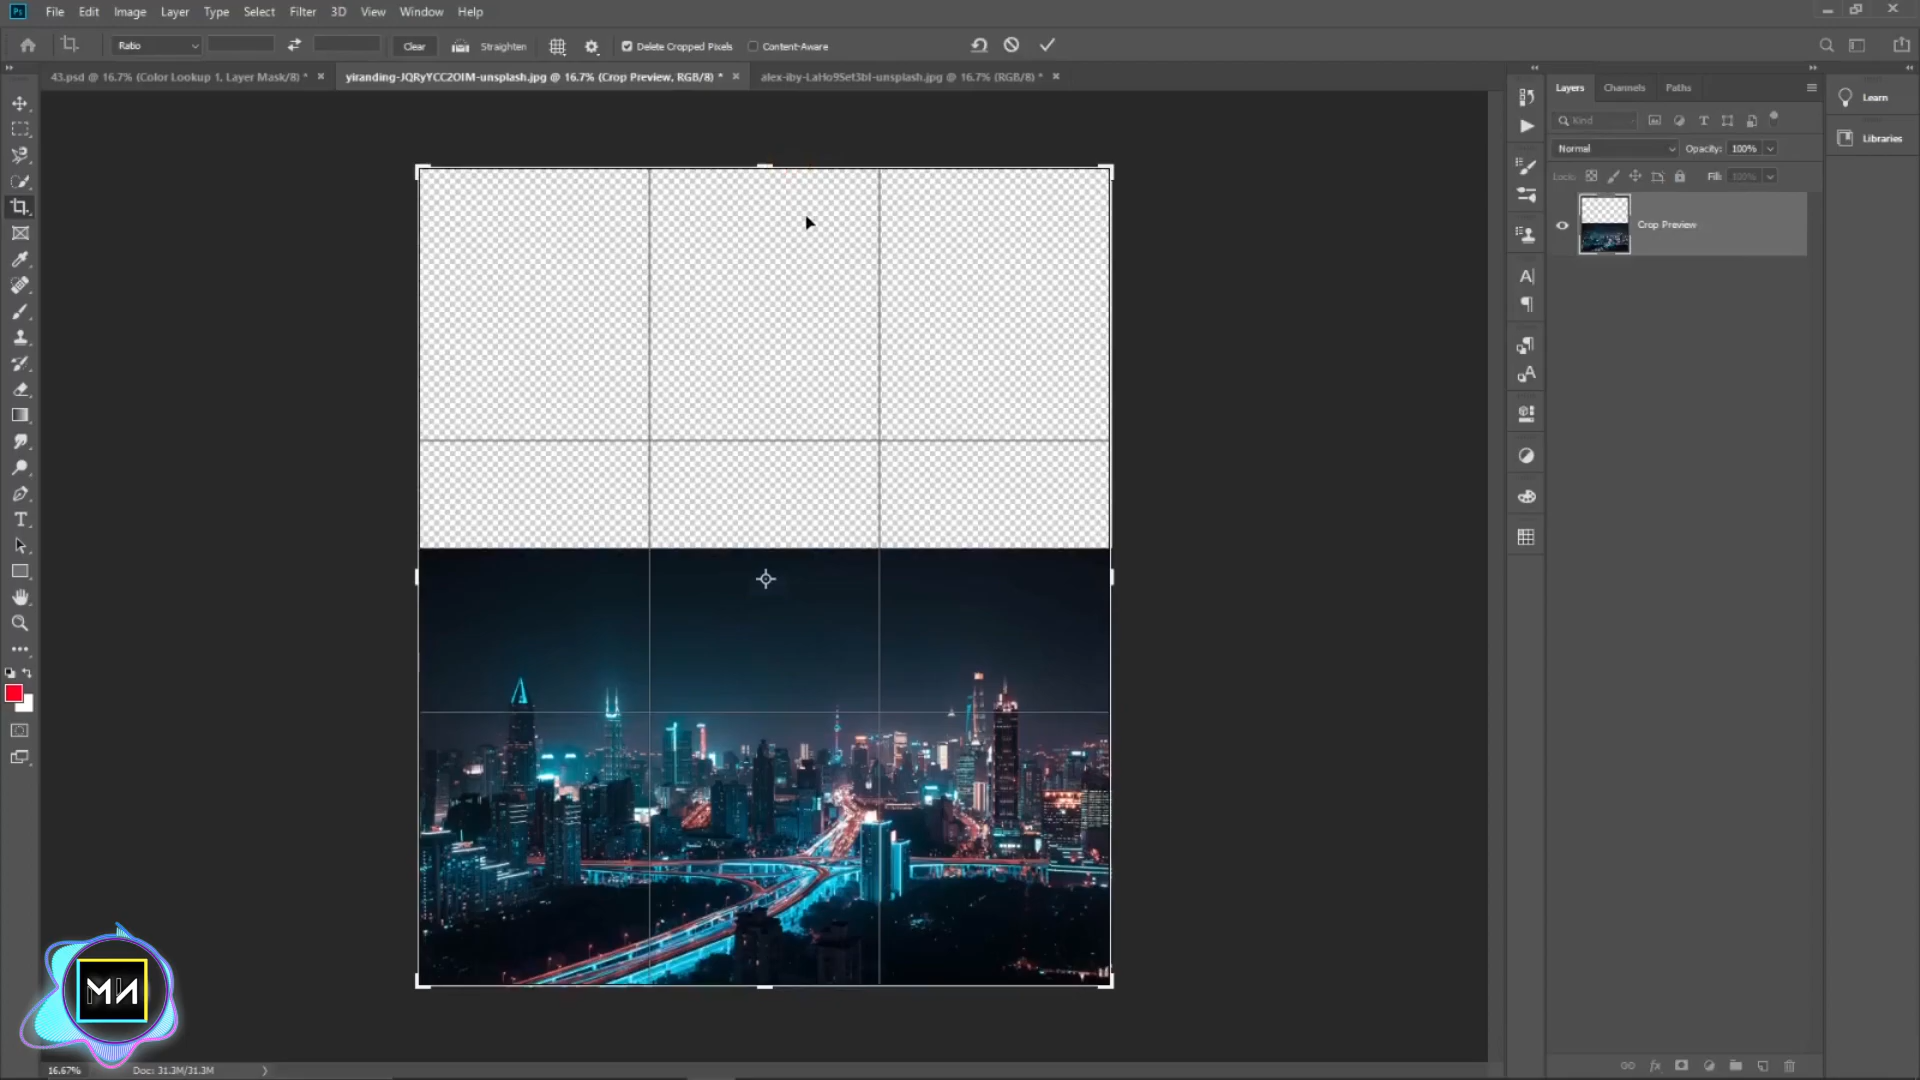 Ps File Edit Image Layer Type Select Filter 3D View Window Help
Ratio Clear Straighten Delete Cropped Pixels Content-Aware
43.psd @ 16.7% (Color Lookup 1, Layer Mask/8) * yiranding-JQRyYCC2OIM-unsplash.jpg @ 16.7% (Crop Preview, RGB/8) * alex-iby-LaHo9Set3bI-unsplash.jpg @ 16.7% (RGB/8) *
Layers Channels Paths
Learn
Kind
Libraries
Normal Opacity: 100%
Lock: Fill: 100%
Crop Preview
16.67% Doc: 31.3M/31.3M